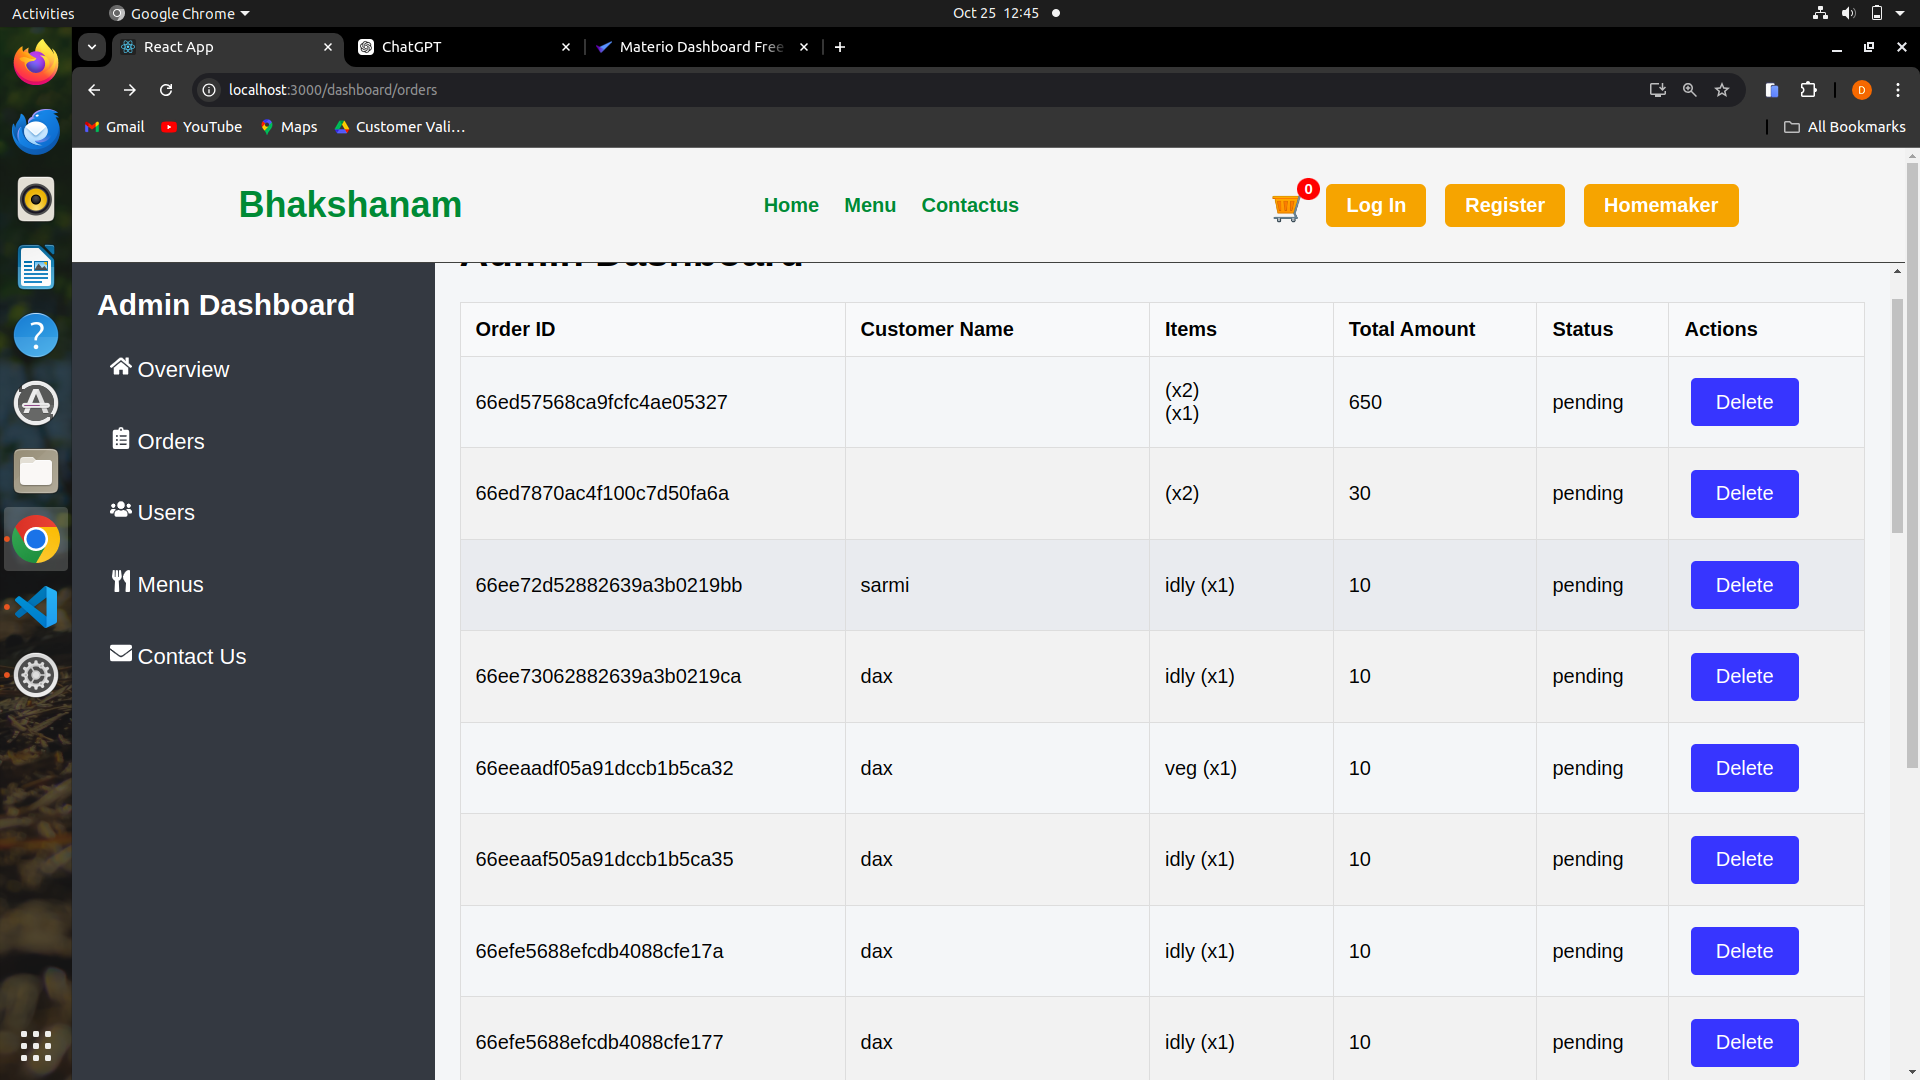 Activities
Google Chrome
Oct 25 12:45
React App
ChatGPT
Materio Dashboard Free
localhost:3000/dashboard/orders
D
Gmail
YouTube
Maps
Customer Vali…
All Bookmarks
Bhakshanam
Home
Menu
Contactus
0
Log In
Register
Homemaker
Admin Dashboard
Admin Dashboard
Overview
Orders
Users
Menus
Contact Us
Order ID Customer Name Items Total Amount Status Actions
66ed57568ca9fcfc4ae05327 (x2) 650 pending Delete
(x1)
66ed7870ac4f100c7d50fa6a (x2) 30 pending Delete
66ee72d52882639a3b0219bb sarmi idly (x1) 10 pending Delete
66ee73062882639a3b0219ca dax idly (x1) 10 pending Delete
66eeaadf05a91dccb1b5ca32 dax veg (x1) 10 pending Delete
66eeaaf505a91dccb1b5ca35 dax idly (x1) 10 pending Delete
66efe5688efcdb4088cfe17a dax idly (x1) 10 pending Delete
66efe5688efcdb4088cfe177 dax idly (x1) 10 pending Delete